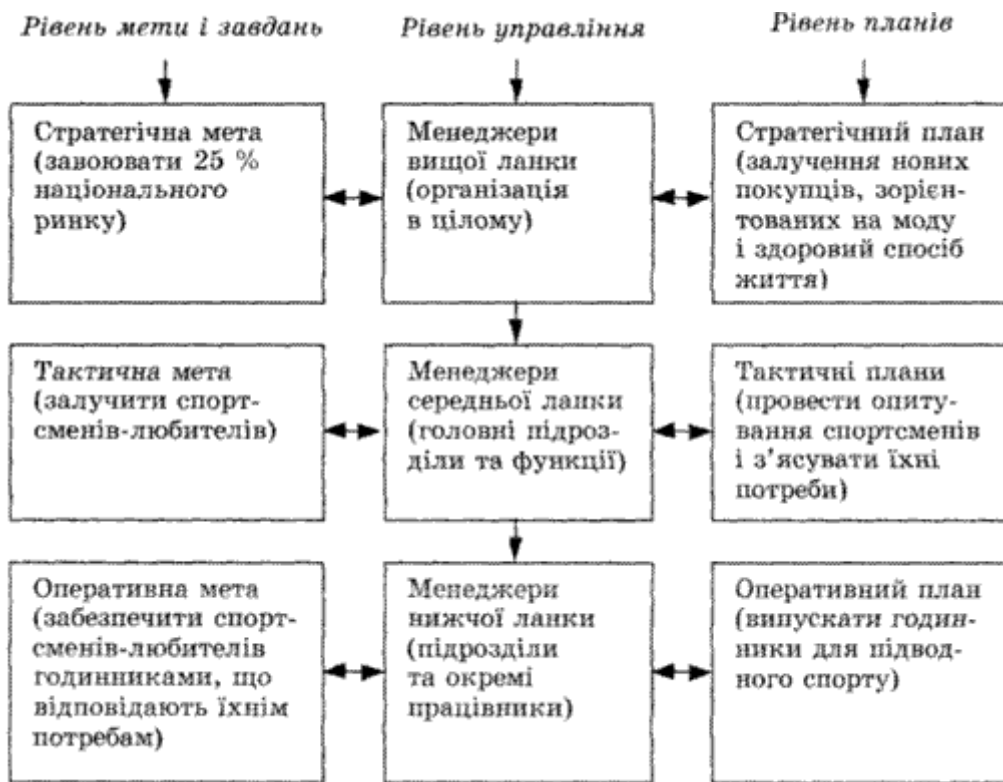 Рівень мети і завдань
Рівень управління
Рівень планів
Стратегічна мета
(завоювати 25 %
національного
ринку)
Менеджери
вищої ланки
(організація
в цілому)
Стратегічний план
(залучення нових
покупців, зорієн-
тованих на моду
і здоровий спосіб
життя)
Тактична мета
(залучити спорт-
сменів-любителів)
Менеджери
середньої ланки
(головні підроз-
діли та функції)
Тактичні плани
(провести опиту-
вання спортсменів
і з’ясувати їхні
потреби)
Оперативна мета
(забезпечити спорт-
сменів-любителів
годинниками, що
відповідають їхнім
потребам)
Менеджери
нижчої ланки
(підрозділи
та окремі
працівники)
Оперативний план
(випускати годин-
ники для підвод-
ного спорту)